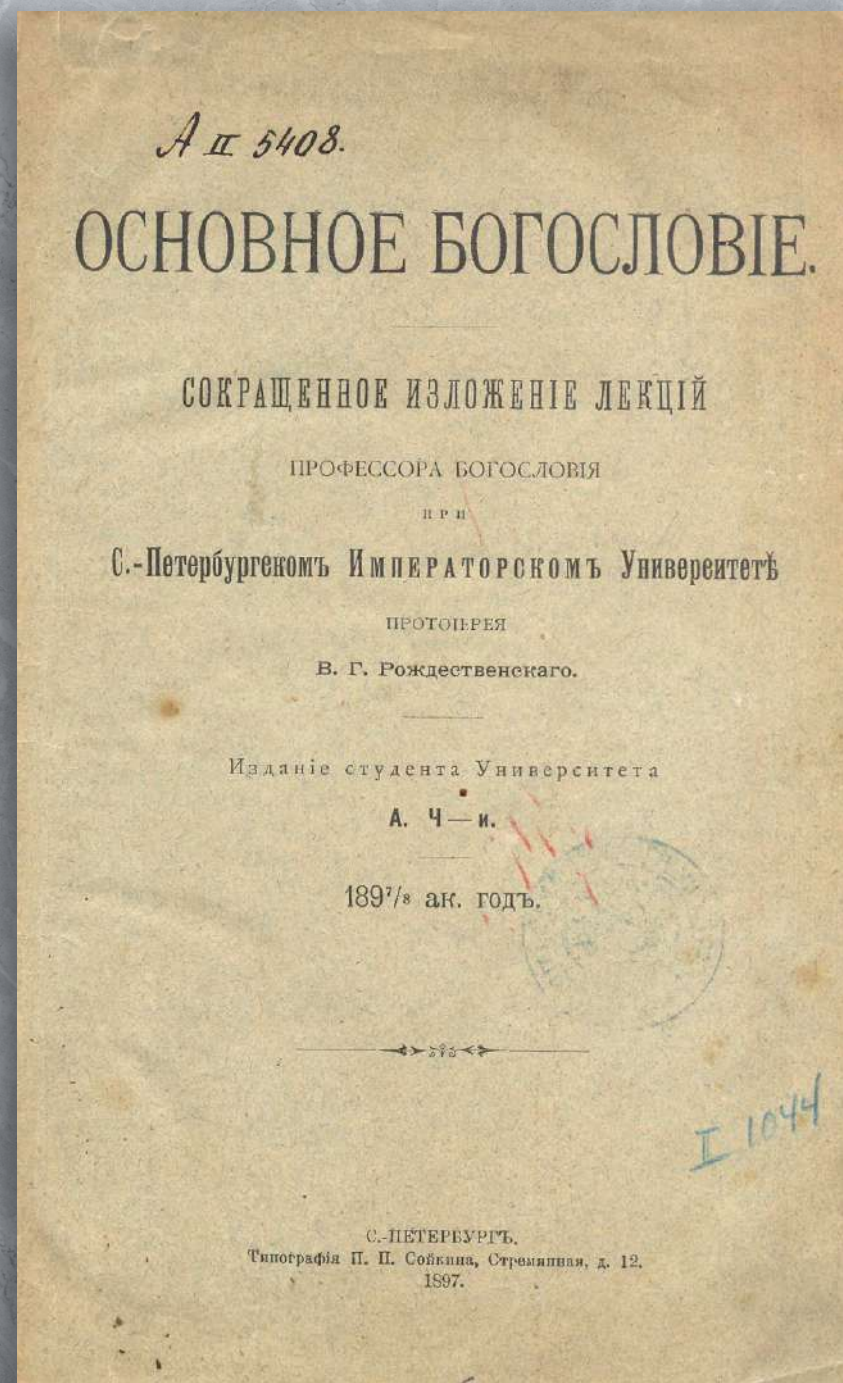 А II 5408.
ОСНОВНОЕ БОГОСЛОВІЕ.
СОКРАЩЕННОЕ ИЗЛОЖЕНІЕ ЛЕКЦІЙ
ПРОФЕССОРА БОГОСЛОВІЯ
ПРИ
С.-Петербургскомъ Императорскомъ Университетѣ
ПРОТОІЕРЕЯ
В. Г. Рождественскаго.
Изданіе студента Университета
А. Ч—и.
189⁷/₈ ак. годъ.
I 1044
С.-ПЕТЕРБУРГЪ.
Типографія П. П. Сойкина, Стремянная, д. 12.
1897.